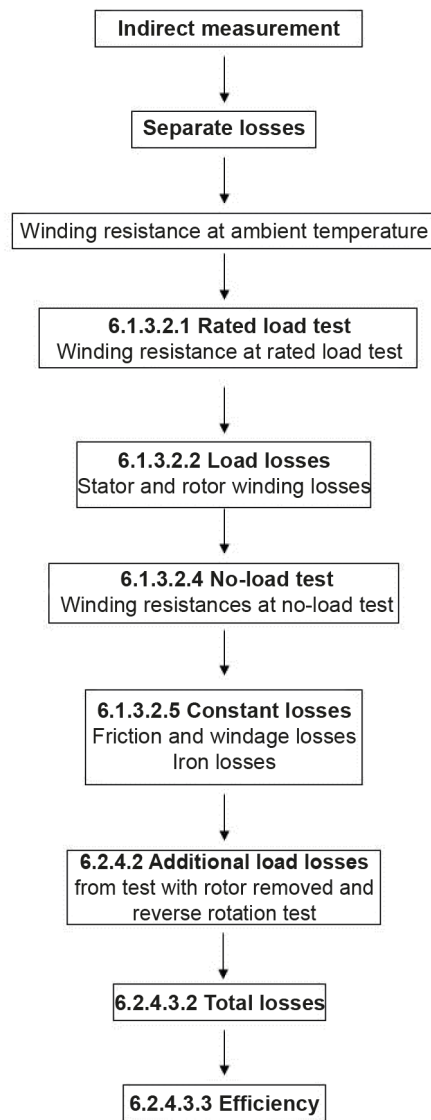 Indirect measurement
Separate losses
Winding resistance at ambient temperature
6.1.3.2.1 Rated load test
Winding resistance at rated load test
6.1.3.2.2 Load losses
Stator and rotor winding losses
6.1.3.2.4 No-load test
Winding resistances at no-load test
6.1.3.2.5 Constant losses
Friction and windage losses
Iron losses
6.2.4.2 Additional load losses
from test with rotor removed and
reverse rotation test
6.2.4.3.2 Total losses
6.2.4.3.3 Efficiency